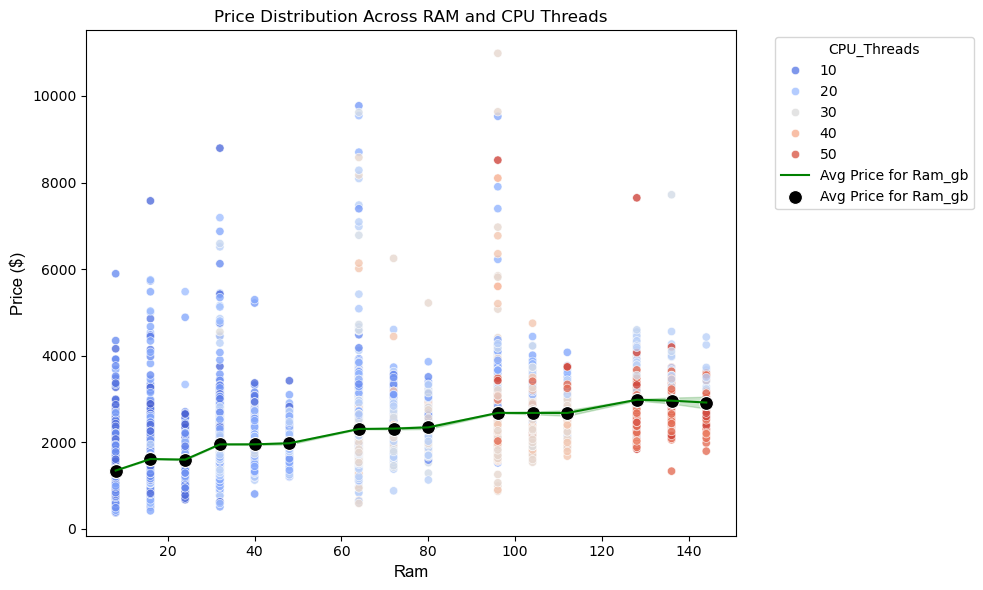 Price Distribution Across RAM and CPU Threads
Price ($)
10000
8000
6000
4000
2000
0
20 40 60 80 100 120 140
Ram
CPU_Threads
10
20
30
40
50
Avg Price for Ram_gb
Avg Price for Ram_gb